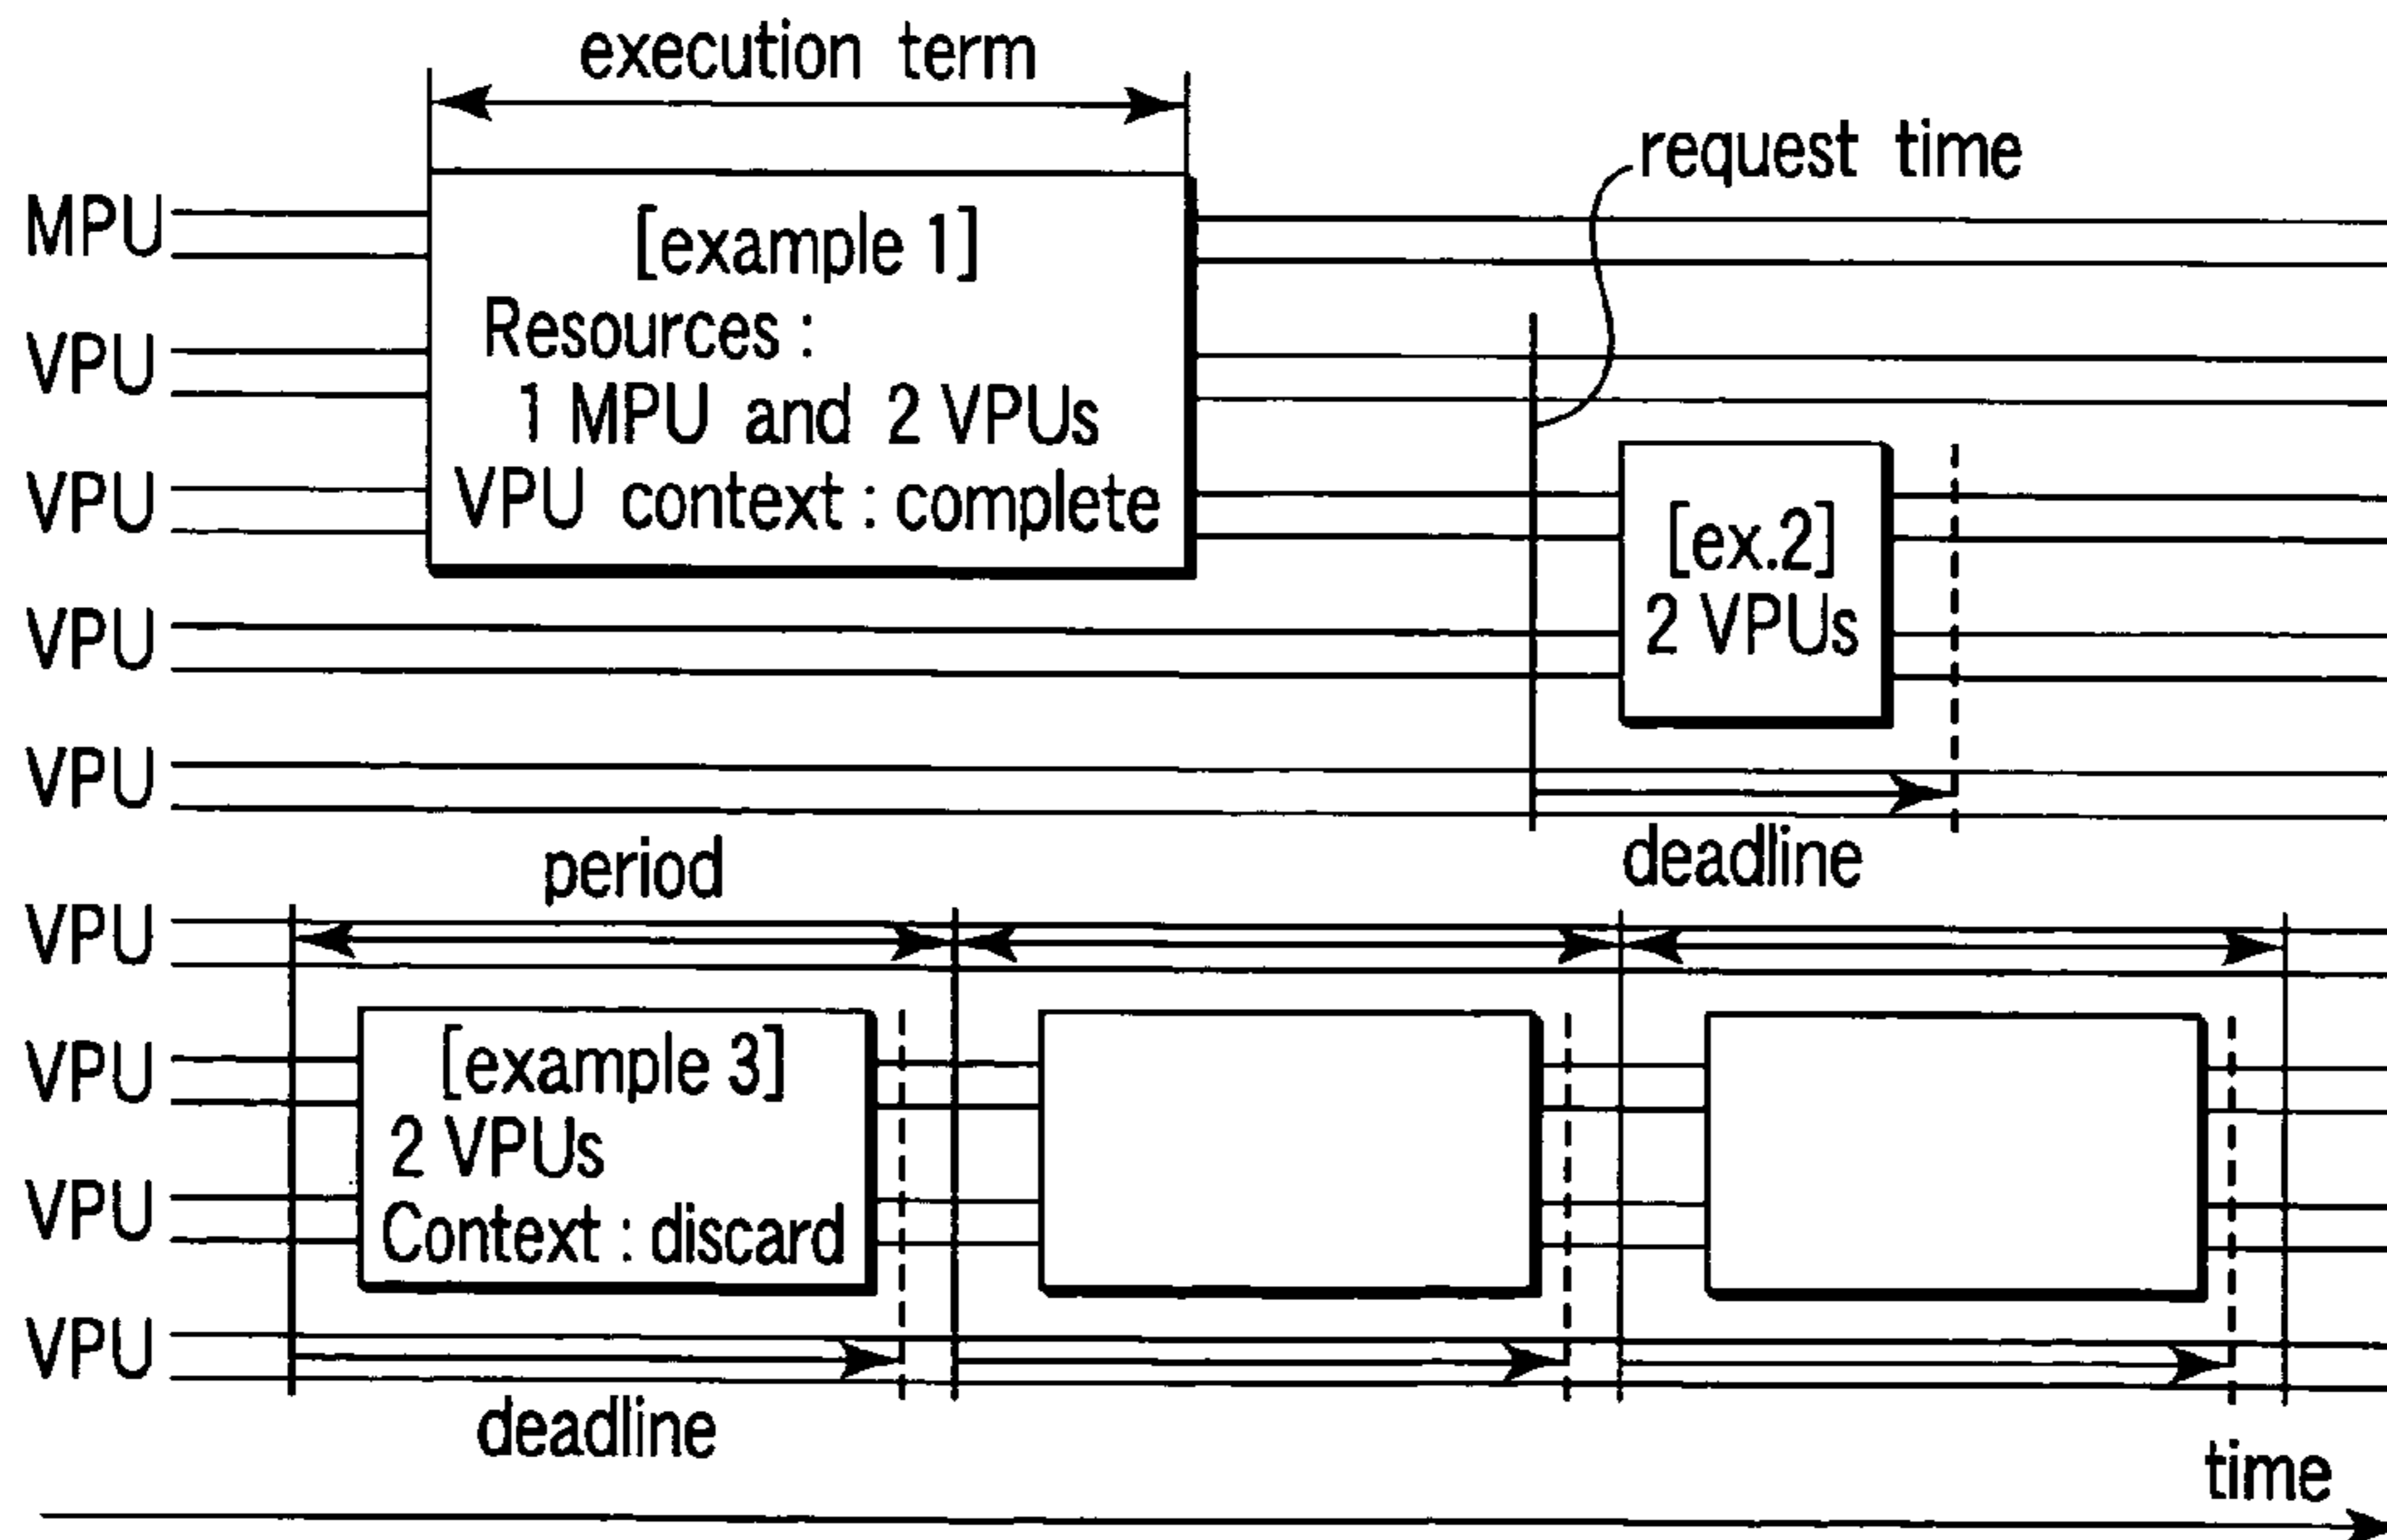 execution term
request time
MPU
[example 1]
Resources :
1 MPU and 2 VPUs
VPU context : complete
VPU
VPU
[ex.2]
2 VPUs
VPU
VPU
deadline
period
VPU
VPU
[example 3]
2 VPUs
Context : discard
VPU
VPU
deadline
time